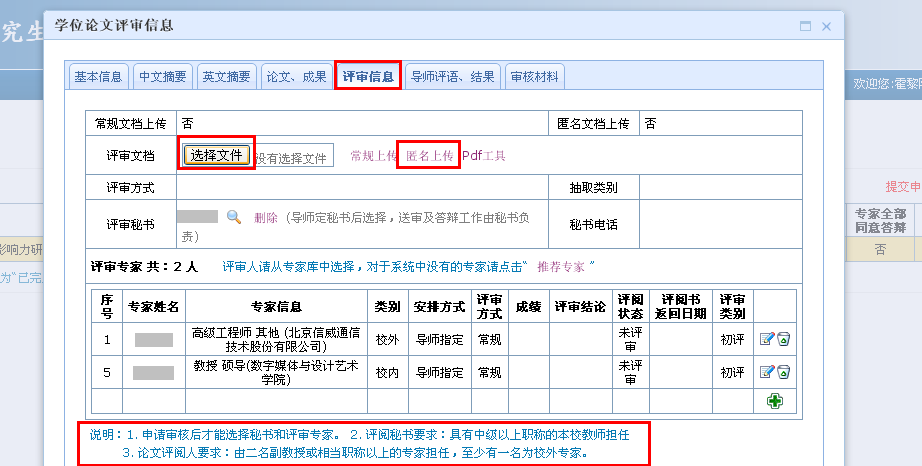 究生
学位论文评审信息
欢迎您:霍黎
基本信息 中文摘要 英文摘要 论文、成果 评审信息 导师评语、结果 审核材料
常规文档上传 否 匿名文档上传 否
评审文档 选择文件 没有选择文件 常规上传 匿名上传 Pdf工具
评审方式 抽取类别
提交申
评审秘书 删除 (导师定秘书后选择，送审及答辩工作由秘书负
责)
秘书电话
专家全部
同意答辩
影响力研
否
为“已完
评审专家 共：2 人 评审人请从专家库中选择，对于系统中没有的专家请点击“ 推荐专家 ”
序
号
专家姓名 专家信息 类别 安排方式
评审
方式
成绩 评审结论
评阅
状态
评阅书
返回日期
评审
类别
1
高级工程师 其他 (北京信威通信
技术股份有限公司)
校外 导师指定 常规
未评
审
初评
5
教授 硕导(数字媒体与设计艺术
学院)
校内 导师指定 常规
未评
审
初评
说明：1. 申请审核后才能选择秘书和评审专家。 2. 评阅秘书要求：具有中级以上职称的本校教师担任
3. 论文评阅人要求：由二名副教授或相当职称以上的专家担任，至少有一名为校外专家。